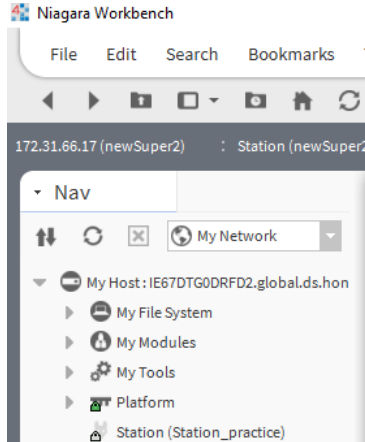 Niagara Workbench
File Edit Search Bookmarks
172.31.66.17 (newSuper2) : Station (newSuper2
Nav
My Network
My Host : IE67DTG0DRFD2.global.ds.hon
My File System
My Modules
My Tools
Platform
Station (Station_practice)